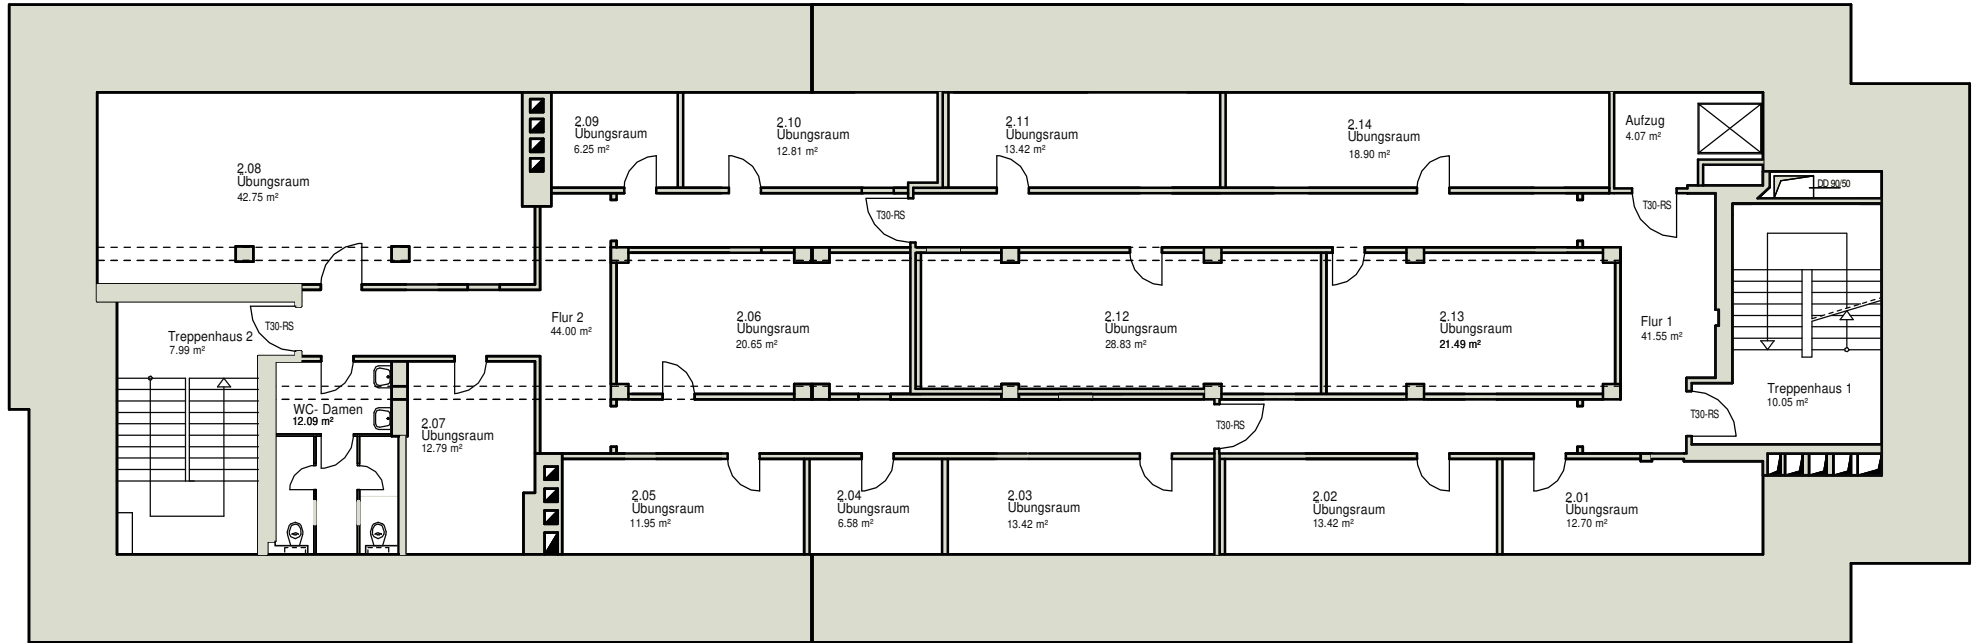 2.09
Übungsraum
6.25 m²
2.10
Übungsraum
12.81 m²
2.11
Übungsraum
13.42 m²
2.14
Übungsraum
18.90 m²
Aufzug
4.07 m²
2.08
Übungsraum
42.75 m²
DD 90/50
T30-RS
T30-RS
Treppenhaus 2
7.99 m²
T30-RS
Flur 2
44.00 m²
2.06
Übungsraum
20.65 m²
2.12
Übungsraum
28.83 m²
2.13
Übungsraum
21.49 m²
Flur 1
41.55 m²
Treppenhaus 1
10.05 m²
WC- Damen
12.09 m²
2.07
Übungsraum
12.79 m²
T30-RS
T30-RS
2.05
Übungsraum
11.95 m²
2.04
Übungsraum
6.58 m²
2.03
Übungsraum
13.42 m²
2.02
Übungsraum
13.42 m²
2.01
Übungsraum
12.70 m²